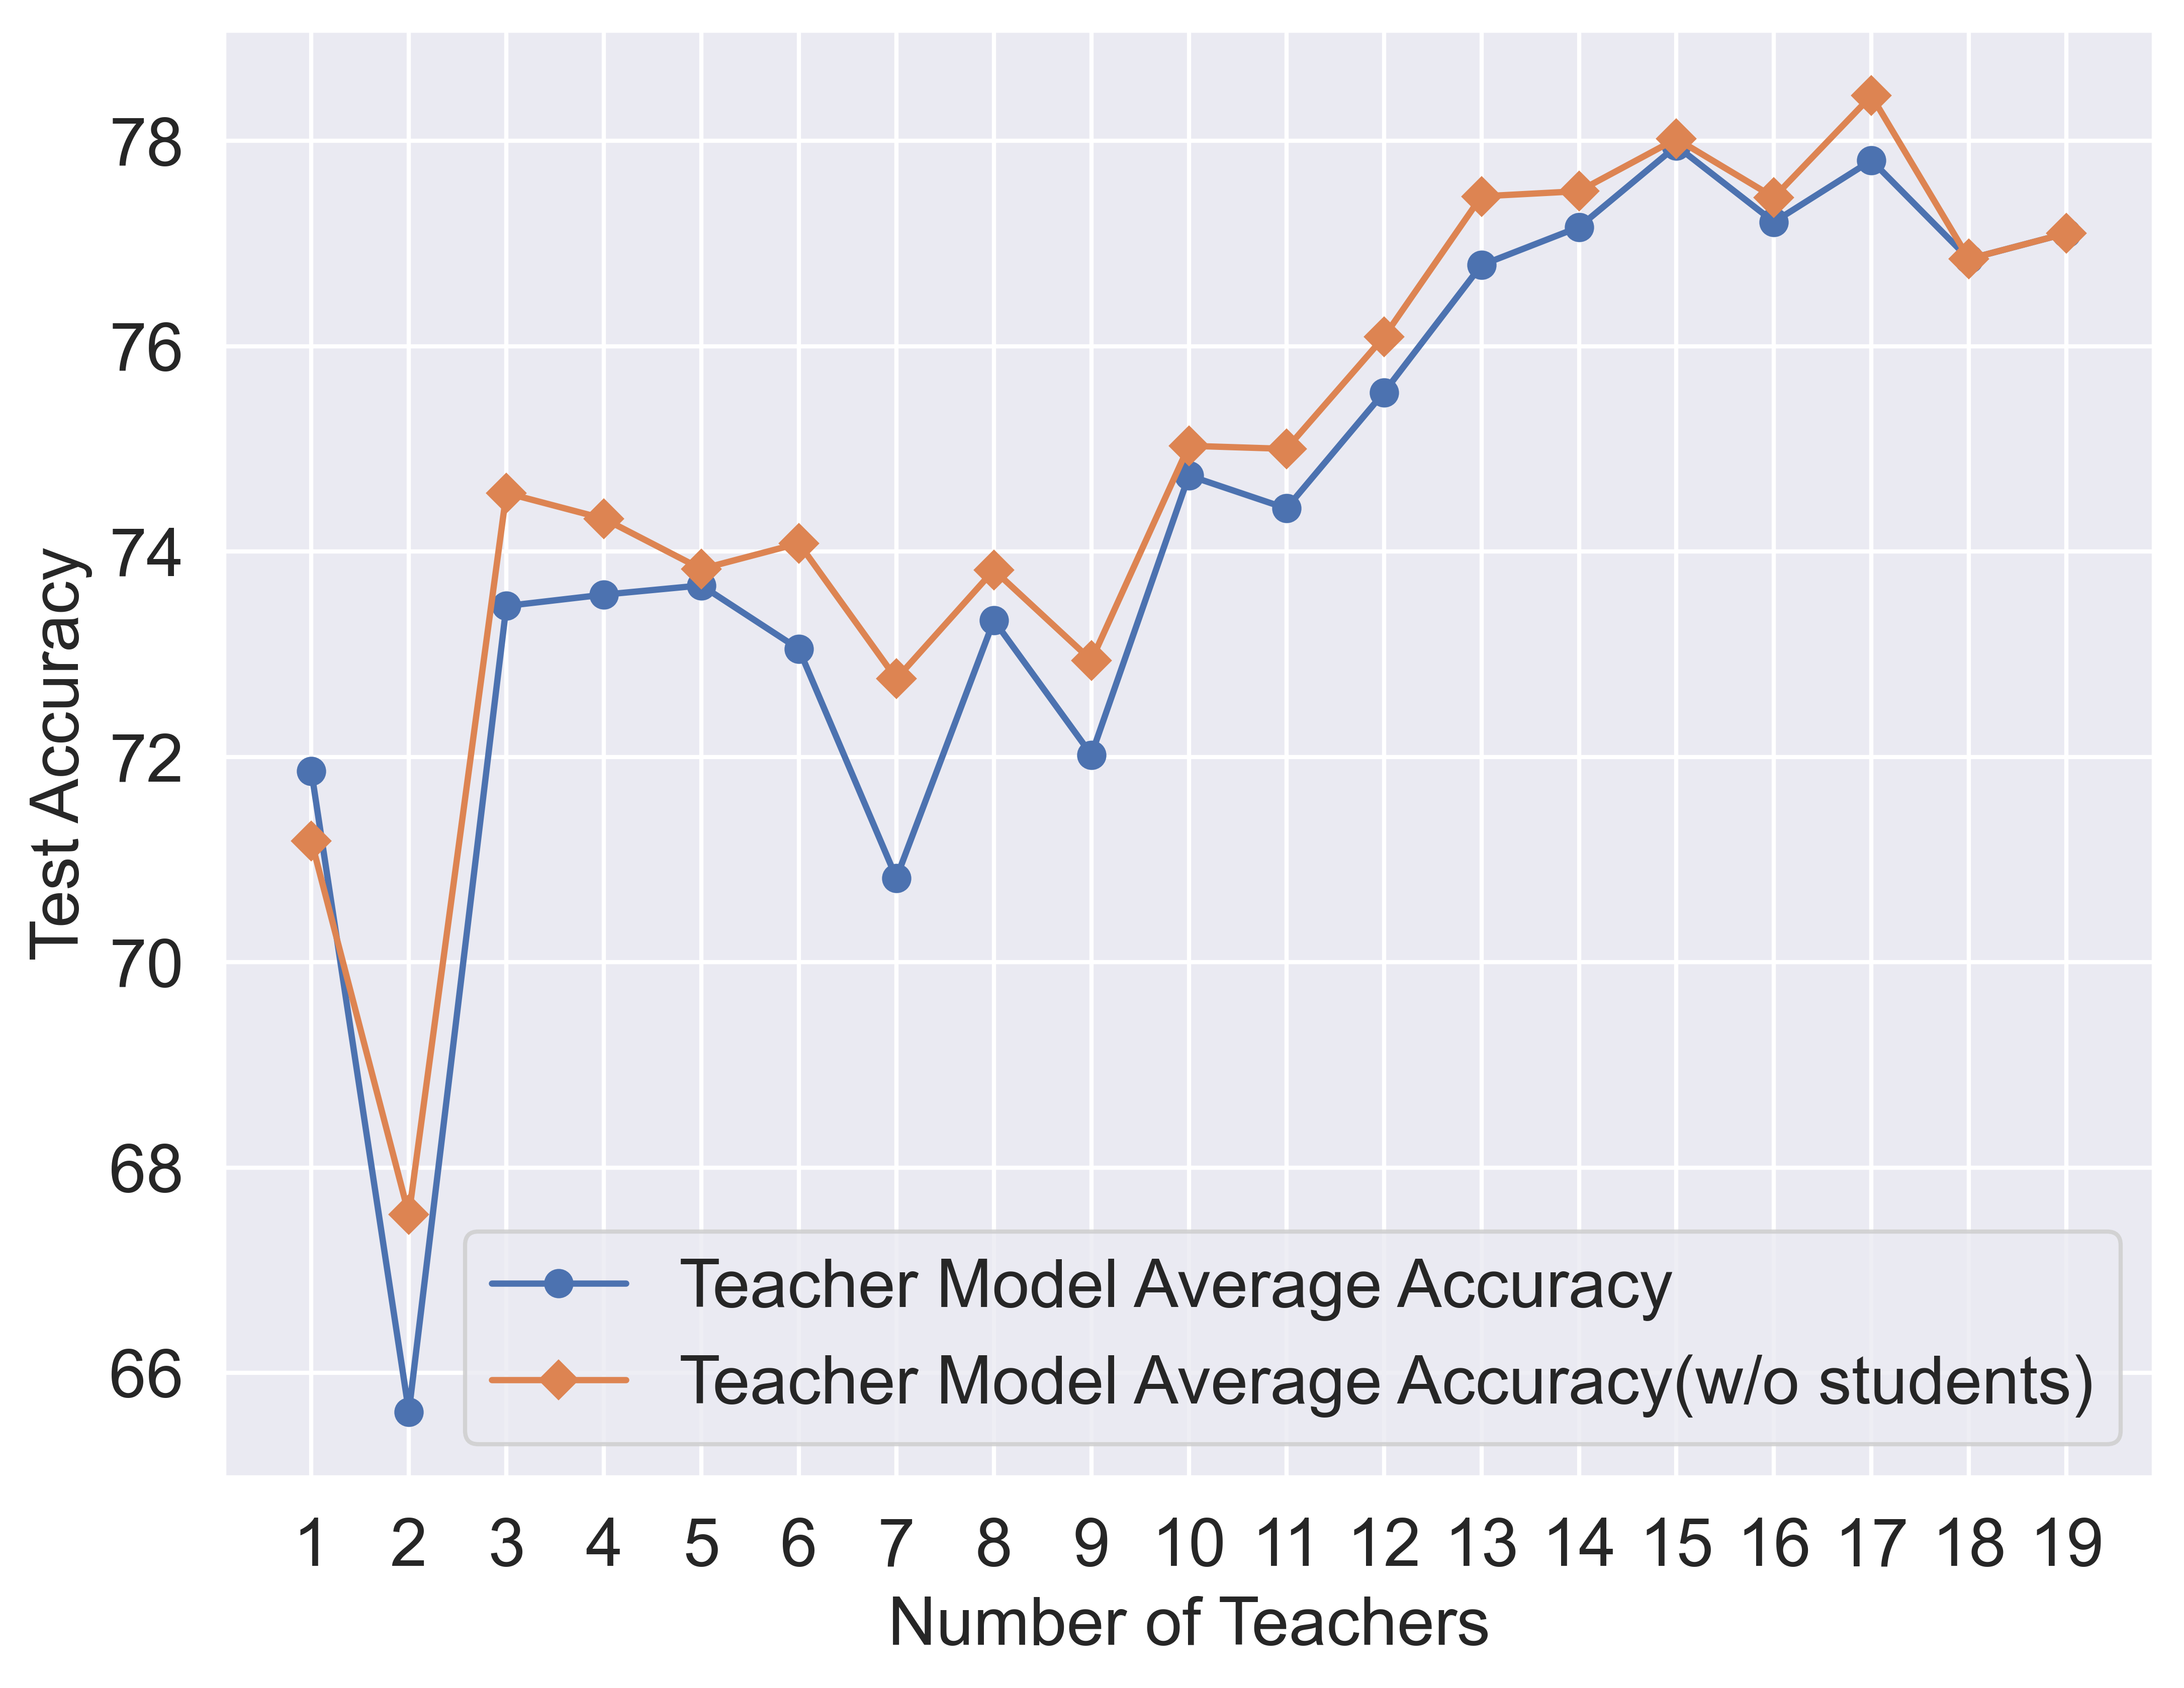 78
76
74
72
70
68
66
Test Accuracy
Teacher Model Average Accuracy
Teacher Model Average Accuracy(w/o students)
1 2 3 4 5 6 7 8 9 10 11 12 13 14 15 16 17 18 19
Number of Teachers